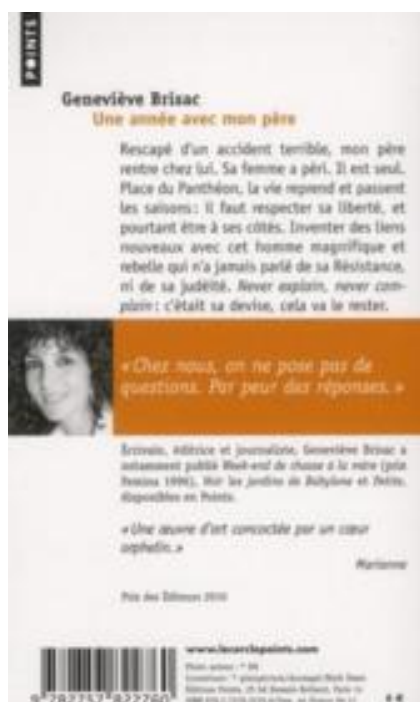 POINTS
Geneviève Brisac
Une année avec mon père
Rescapé d'un accident terrible, mon père
rentre chez lui. Sa femme a péri. Il est seul.
Place du Panthéon, la vie reprend et passent
les saisons : il faut respecter sa liberté, et
pourtant être à ses côtés. Inventer des liens
nouveaux avec cet homme magnifique et
rebelle qui n'a jamais parlé de sa Résistance,
ni de sa judéité. Never explain, never com-
plain : c'était sa devise, cela va le rester.
« Chez nous, on ne pose pas de
questions. Par peur des réponses. »
Écrivain, éditrice et journaliste, Geneviève Brisac a
notamment publié Week-end de chasse à la mère (prix
Femina 1996), Voir les jardins de Babylone et Petite,
disponibles en Points.
« Une œuvre d'art concoctée par un cœur
orphelin. »
Marianne
Prix des Éditeurs 2010
www.lecerclepoints.com
9 782757 822760